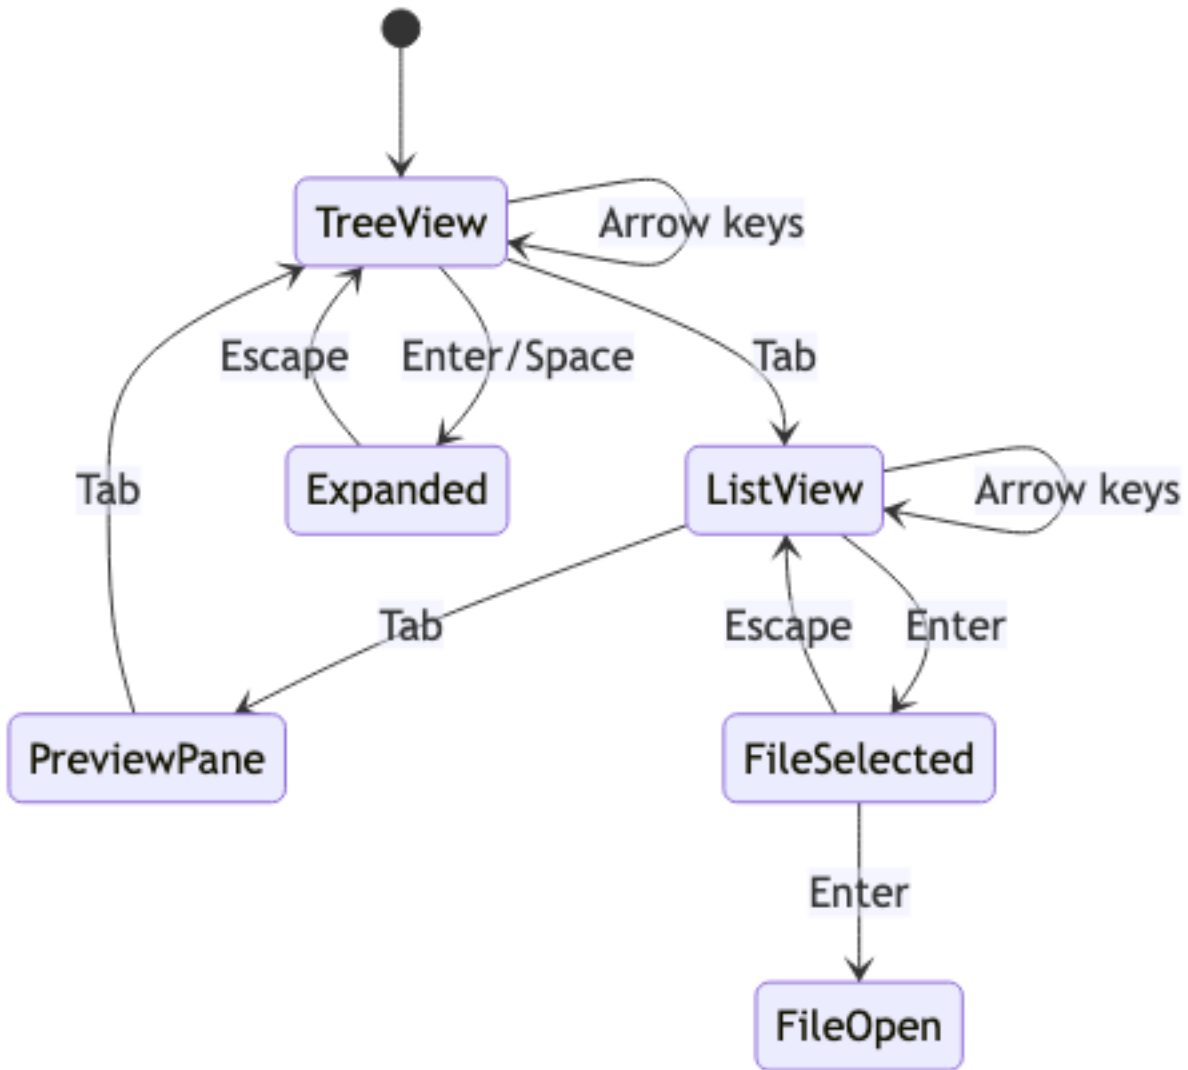 TreeView
Arrow keys
Escape
Enter/Space
Tab
Tab
Expanded
ListView
Arrow keys
Tab
Escape
Enter
PreviewPane
FileSelected
Enter
FileOpen